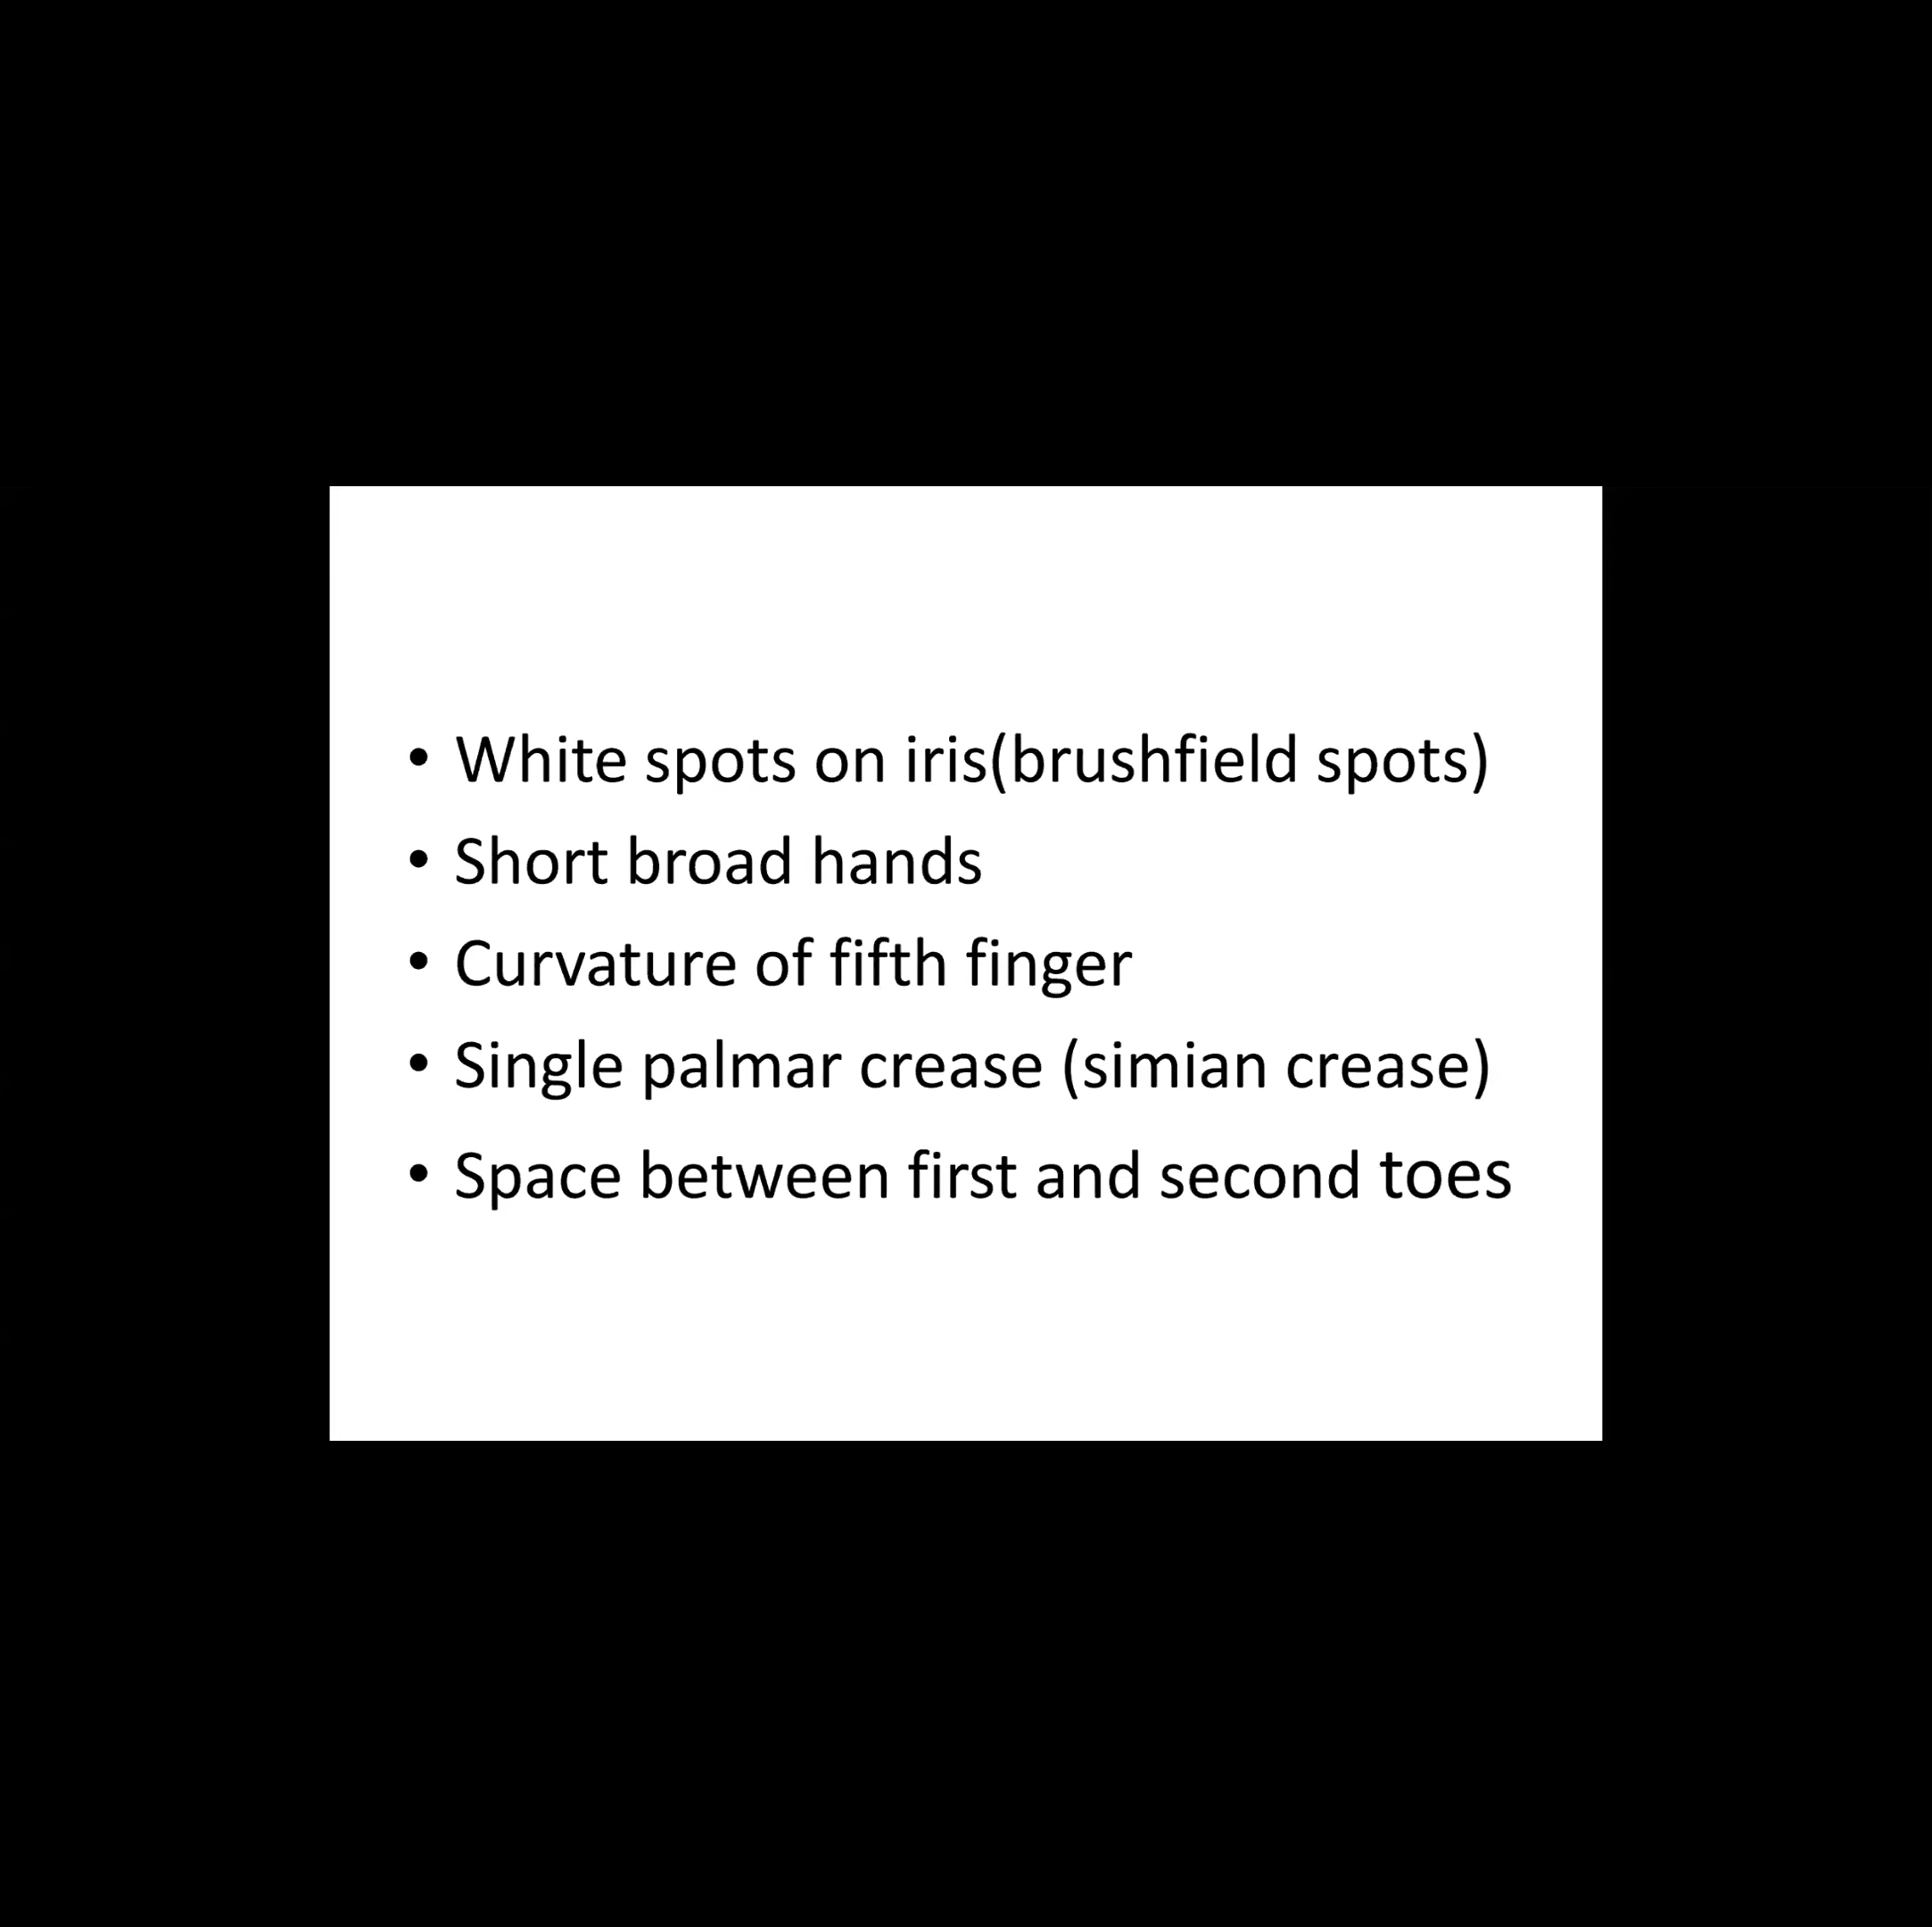 • White spots on iris(brushfield spots)
• Short broad hands
• Curvature of fifth finger
• Single palmar crease (simian crease)
• Space between first and second toes